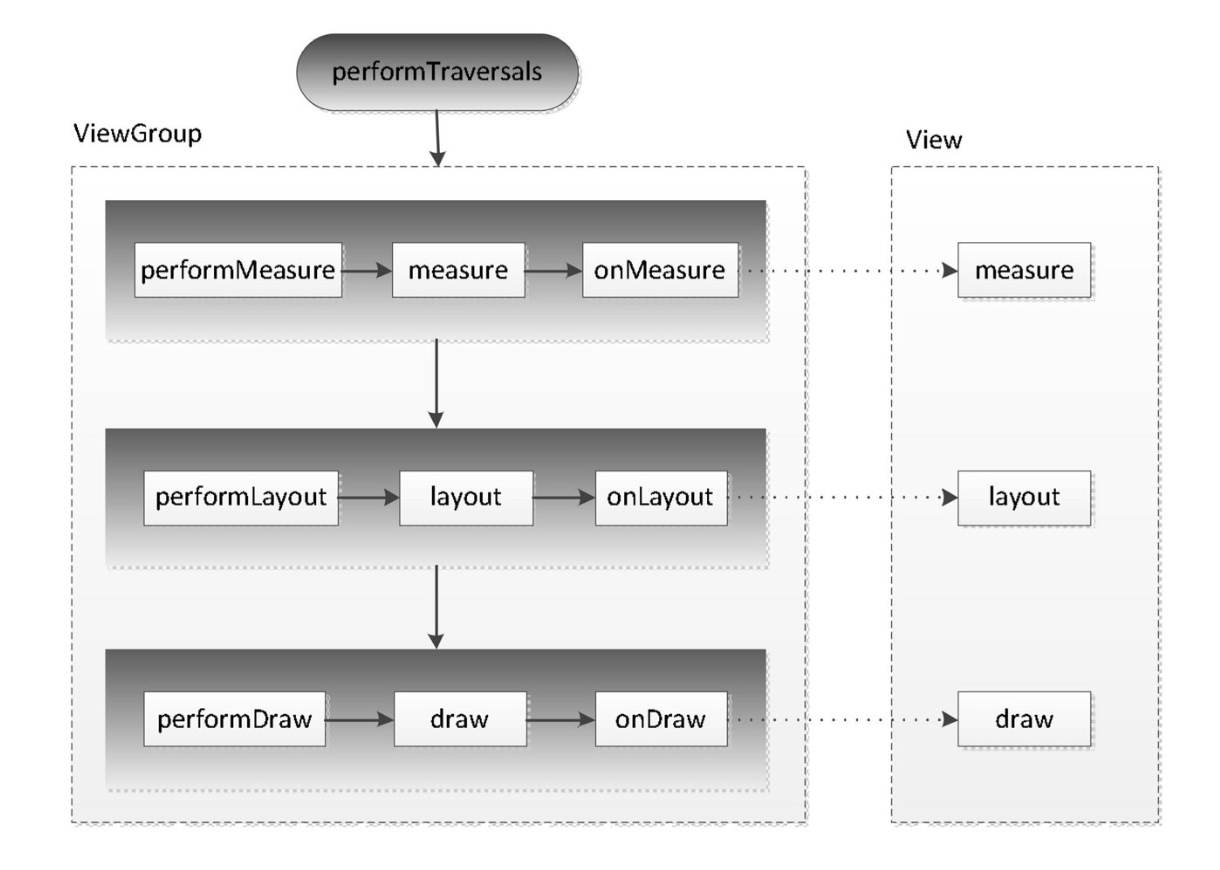 performTraversals
ViewGroup
View
performMeasure
measure
onMeasure
measure
performLayout
layout
onLayout
layout
performDraw
draw
onDraw
draw